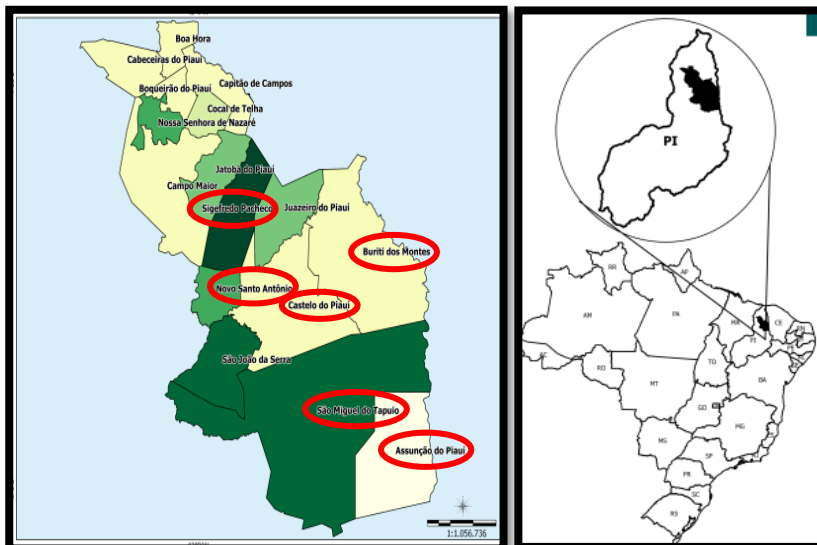 Boa Hora
Cabeceiras do Piauí
Boqueirão do Piauí
Capitão de Campos
Cocal de Telha
Nossa Senhora de Nazaré
Jatobá do Piauí
Campo Maior
Sigefredo Pacheco
Juazeiro do Piauí
Buriti dos Montes
Novo Santo Antônio
Castelo do Piauí
São João da Serra
São Miguel do Tapuio
Assunção do Piauí
1:1.056.736
PI
RR
AP
AM
PA
MA
CE
RN
PI
TO
RO
MT
BA
GO
MG
MS
SP
PR
SC
RS